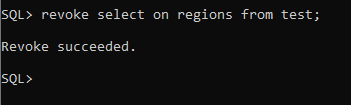 SQL> revoke select on regions from test;
Revoke succeeded.
SQL>